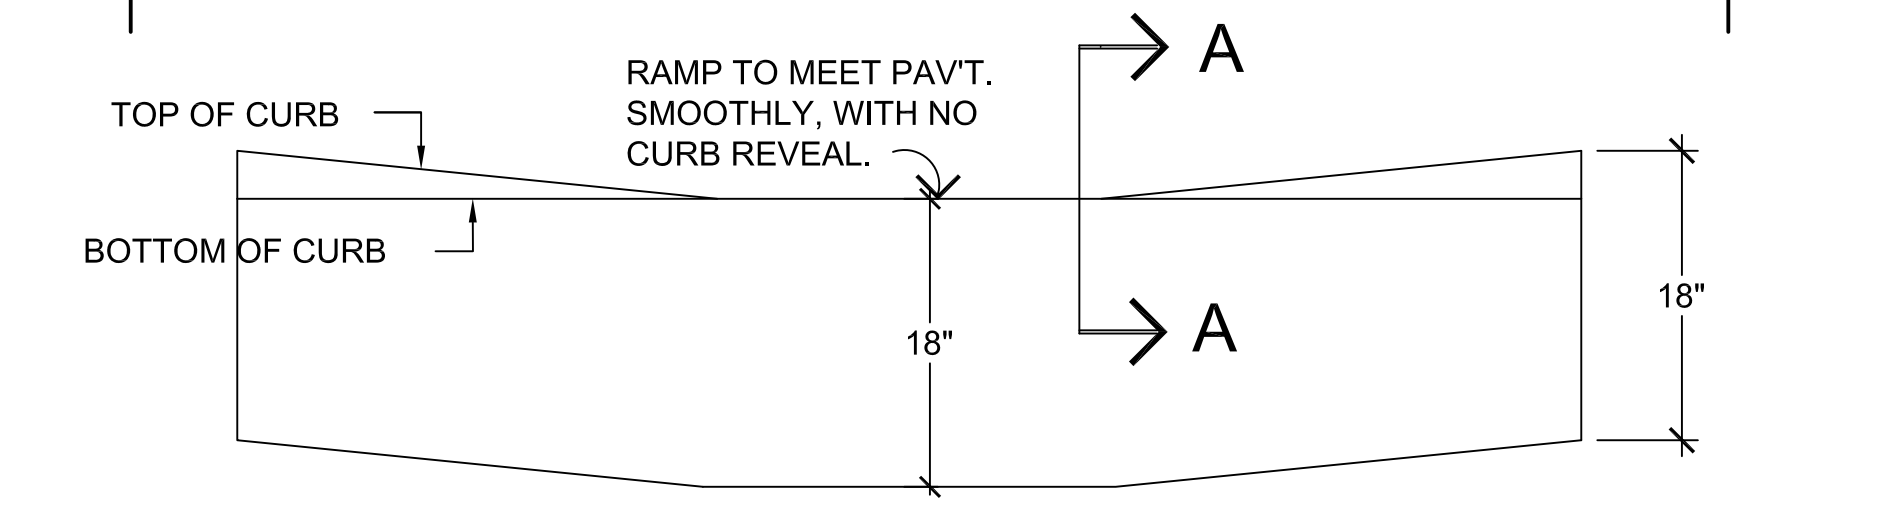 A
RAMP TO MEET PAV'T.
SMOOTHLY, WITH NO
CURB REVEAL.
TOP OF CURB
BOTTOM OF CURB
18"
A
18"